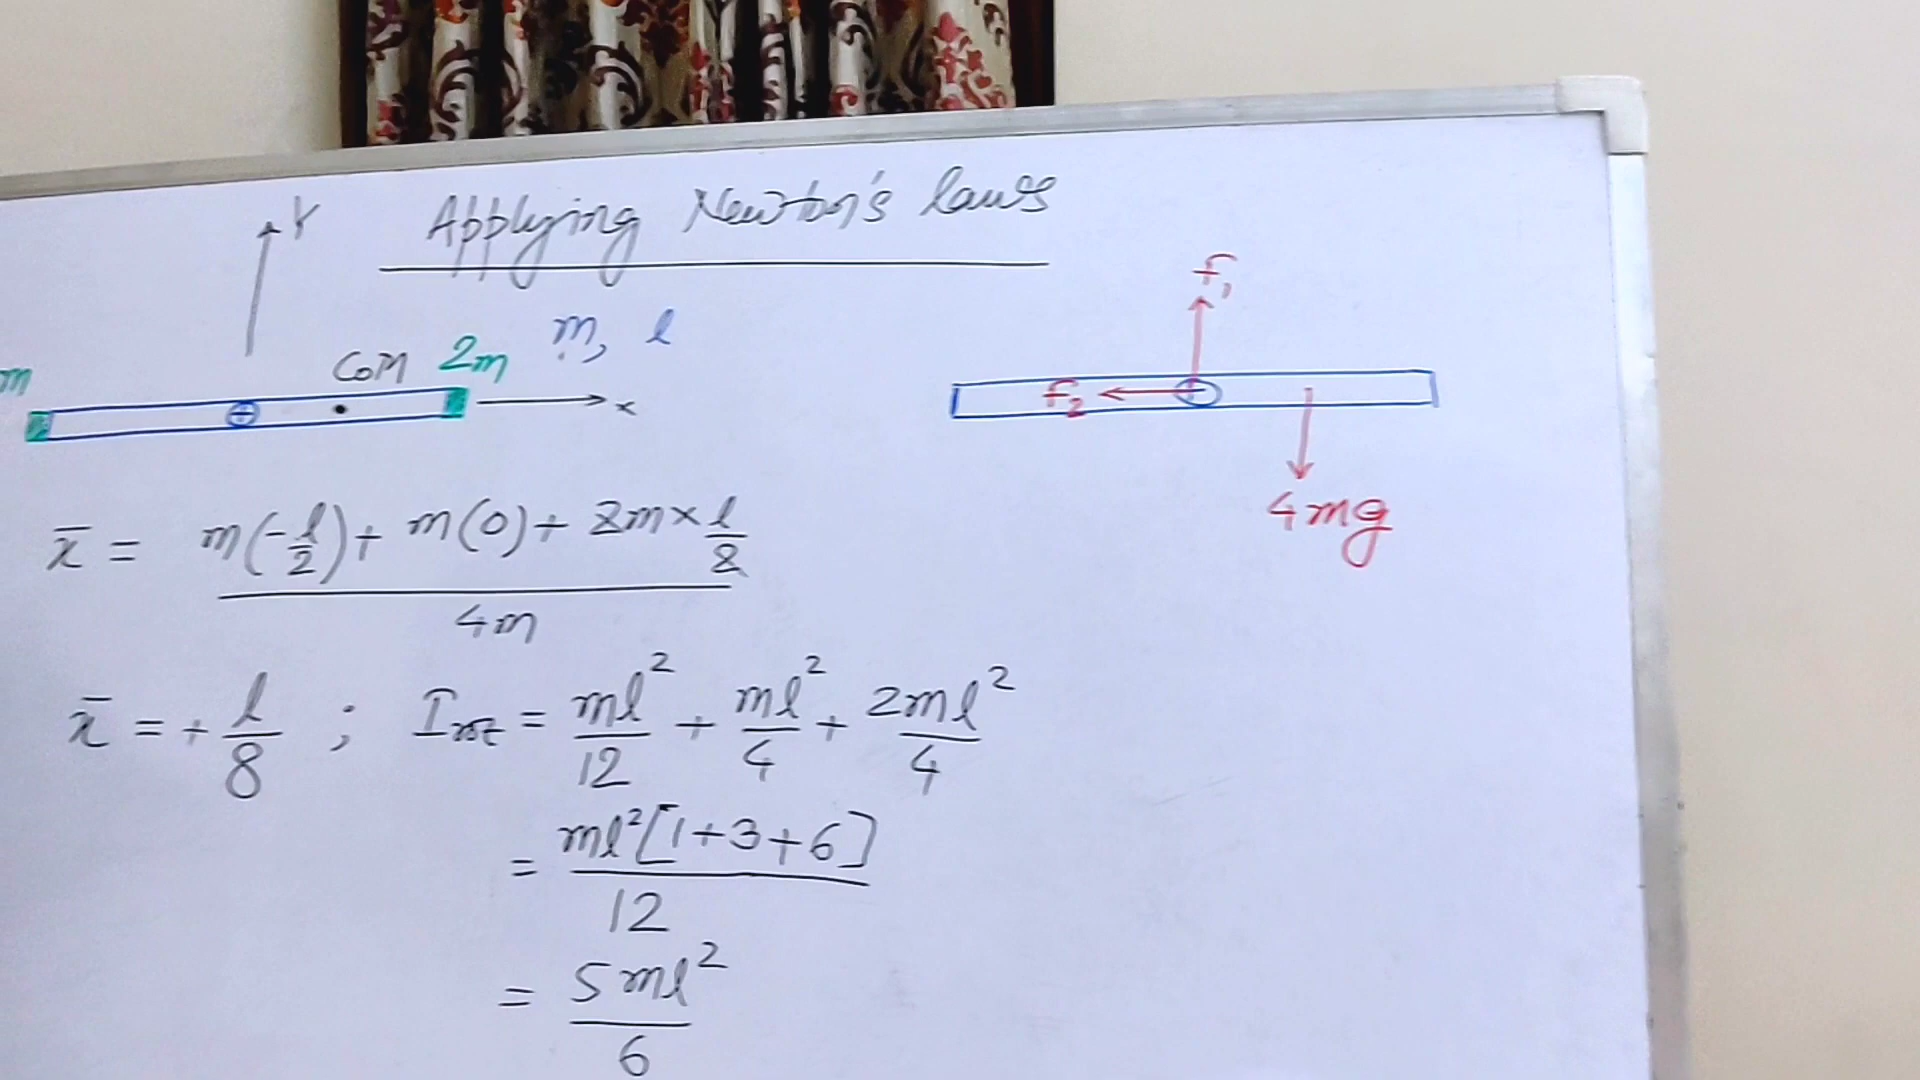 Applying Newton's laws
Y
m
COM
2m
m, l
x
f₁
f₂
4mg
x̄ = (m(-l/2) + m(0) + 2m × l/2) / 4m
x̄ = + l/8 ; I_rot = ml²/12 + ml²/4 + 2ml²/4
= ml²[1+3+6] / 12
= 5ml² / 6